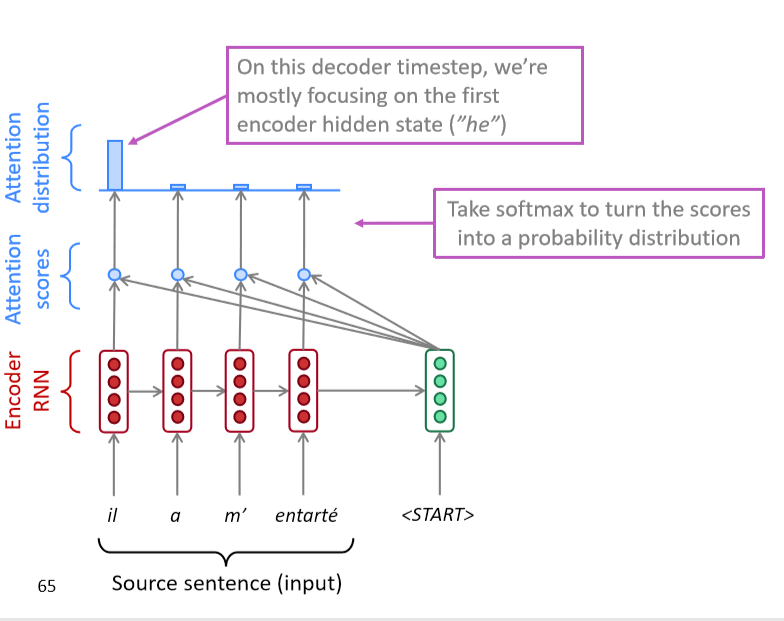 On this decoder timestep, we’re
mostly focusing on the first
encoder hidden state (”he”)
Attention
distribution
Take softmax to turn the scores
into a probability distribution
Attention
scores
Encoder
RNN
il a m’ entarté <START>
Source sentence (input)
65